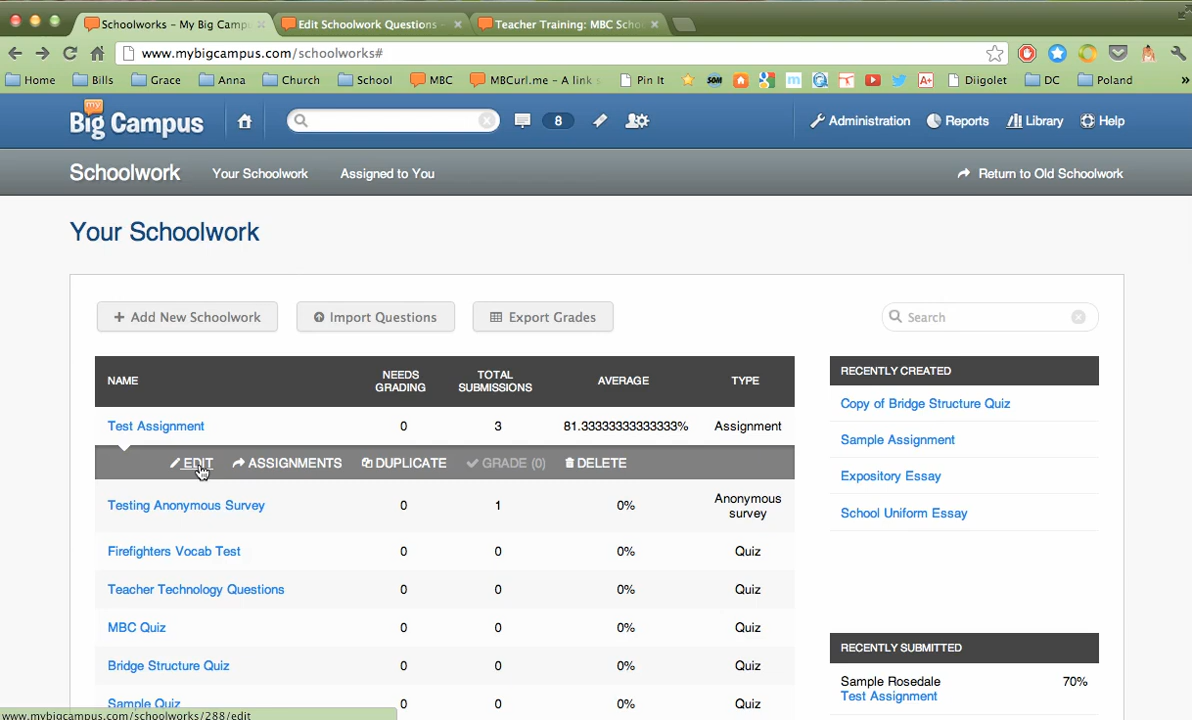 Schoolworks – My Big Campu
Edit Schoolwork Questions
Teacher Training: MBC Scho
www.mybigcampus.com/schoolworks#
Home
Bills
Grace
Anna
Church
School
MBC
MBCurl.me – A link
Pin It
SOM
Diigolet
DC
Poland
»
my
Big Campus
8
Administration
Reports
Library
Help
Schoolwork
Your Schoolwork
Assigned to You
Return to Old Schoolwork
Your Schoolwork
+ Add New Schoolwork
Import Questions
Export Grades
Search
NAME
NEEDS
GRADING
TOTAL
SUBMISSIONS
AVERAGE
TYPE
Test Assignment 0 3 81.33333333333333% Assignment
EDIT ASSIGNMENTS DUPLICATE GRADE (0) DELETE
Testing Anonymous Survey 0 1 0% Anonymous
survey
Firefighters Vocab Test 0 0 0% Quiz
Teacher Technology Questions 0 0 0% Quiz
MBC Quiz 0 0 0% Quiz
Bridge Structure Quiz 0 0 0% Quiz
Sample Quiz 0 0 0% Quiz
RECENTLY CREATED
Copy of Bridge Structure Quiz
Sample Assignment
Expository Essay
School Uniform Essay
RECENTLY SUBMITTED
Sample Rosedale 70%
Test Assignment
www.mybigcampus.com/schoolworks/288/edit